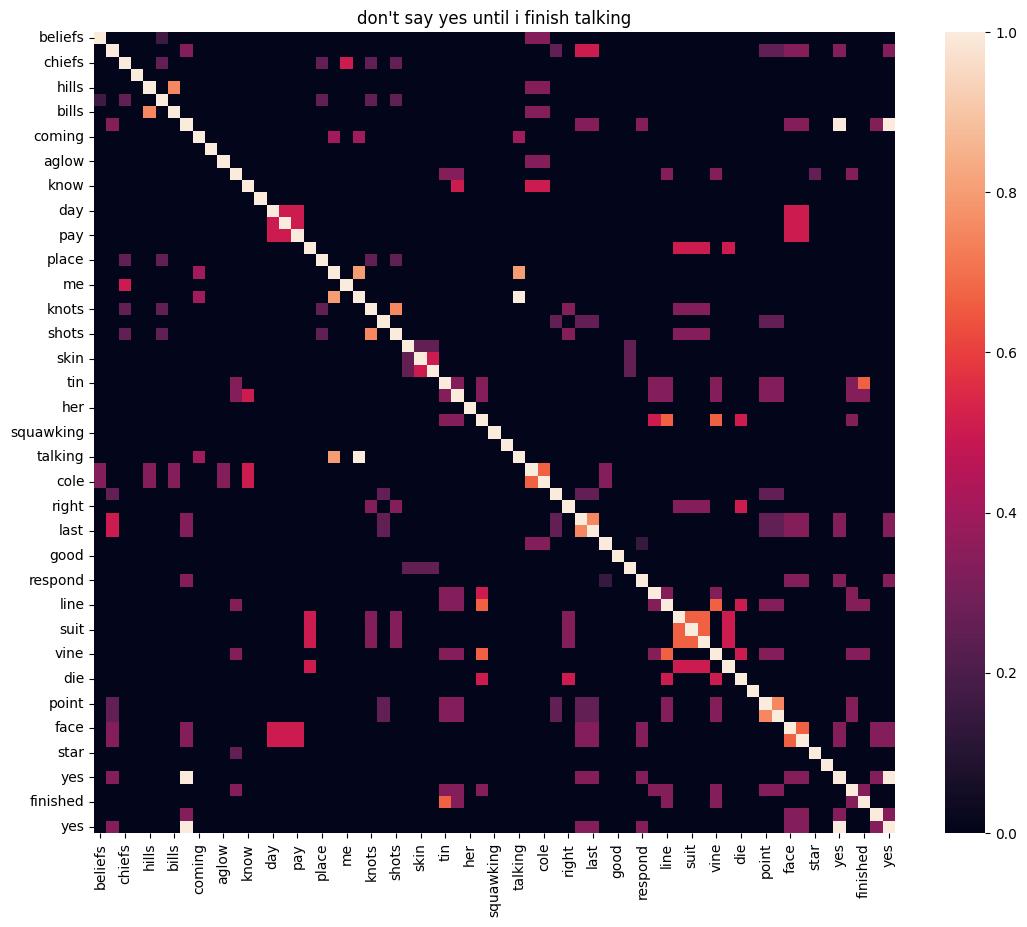 don't say yes until i finish talking
beliefs
chiefs
hills
bills
coming
aglow
know
day
pay
place
me
knots
shots
skin
tin
her
squawking
talking
cole
right
last
good
respond
line
suit
vine
die
point
face
star
yes
finished
yes
1.0
0.8
0.6
0.4
0.2
0.0
beliefs
chiefs
hills
bills
coming
aglow
know
day
pay
place
me
knots
shots
skin
tin
her
squawking
talking
cole
right
last
good
respond
line
suit
vine
die
point
face
star
yes
finished
yes